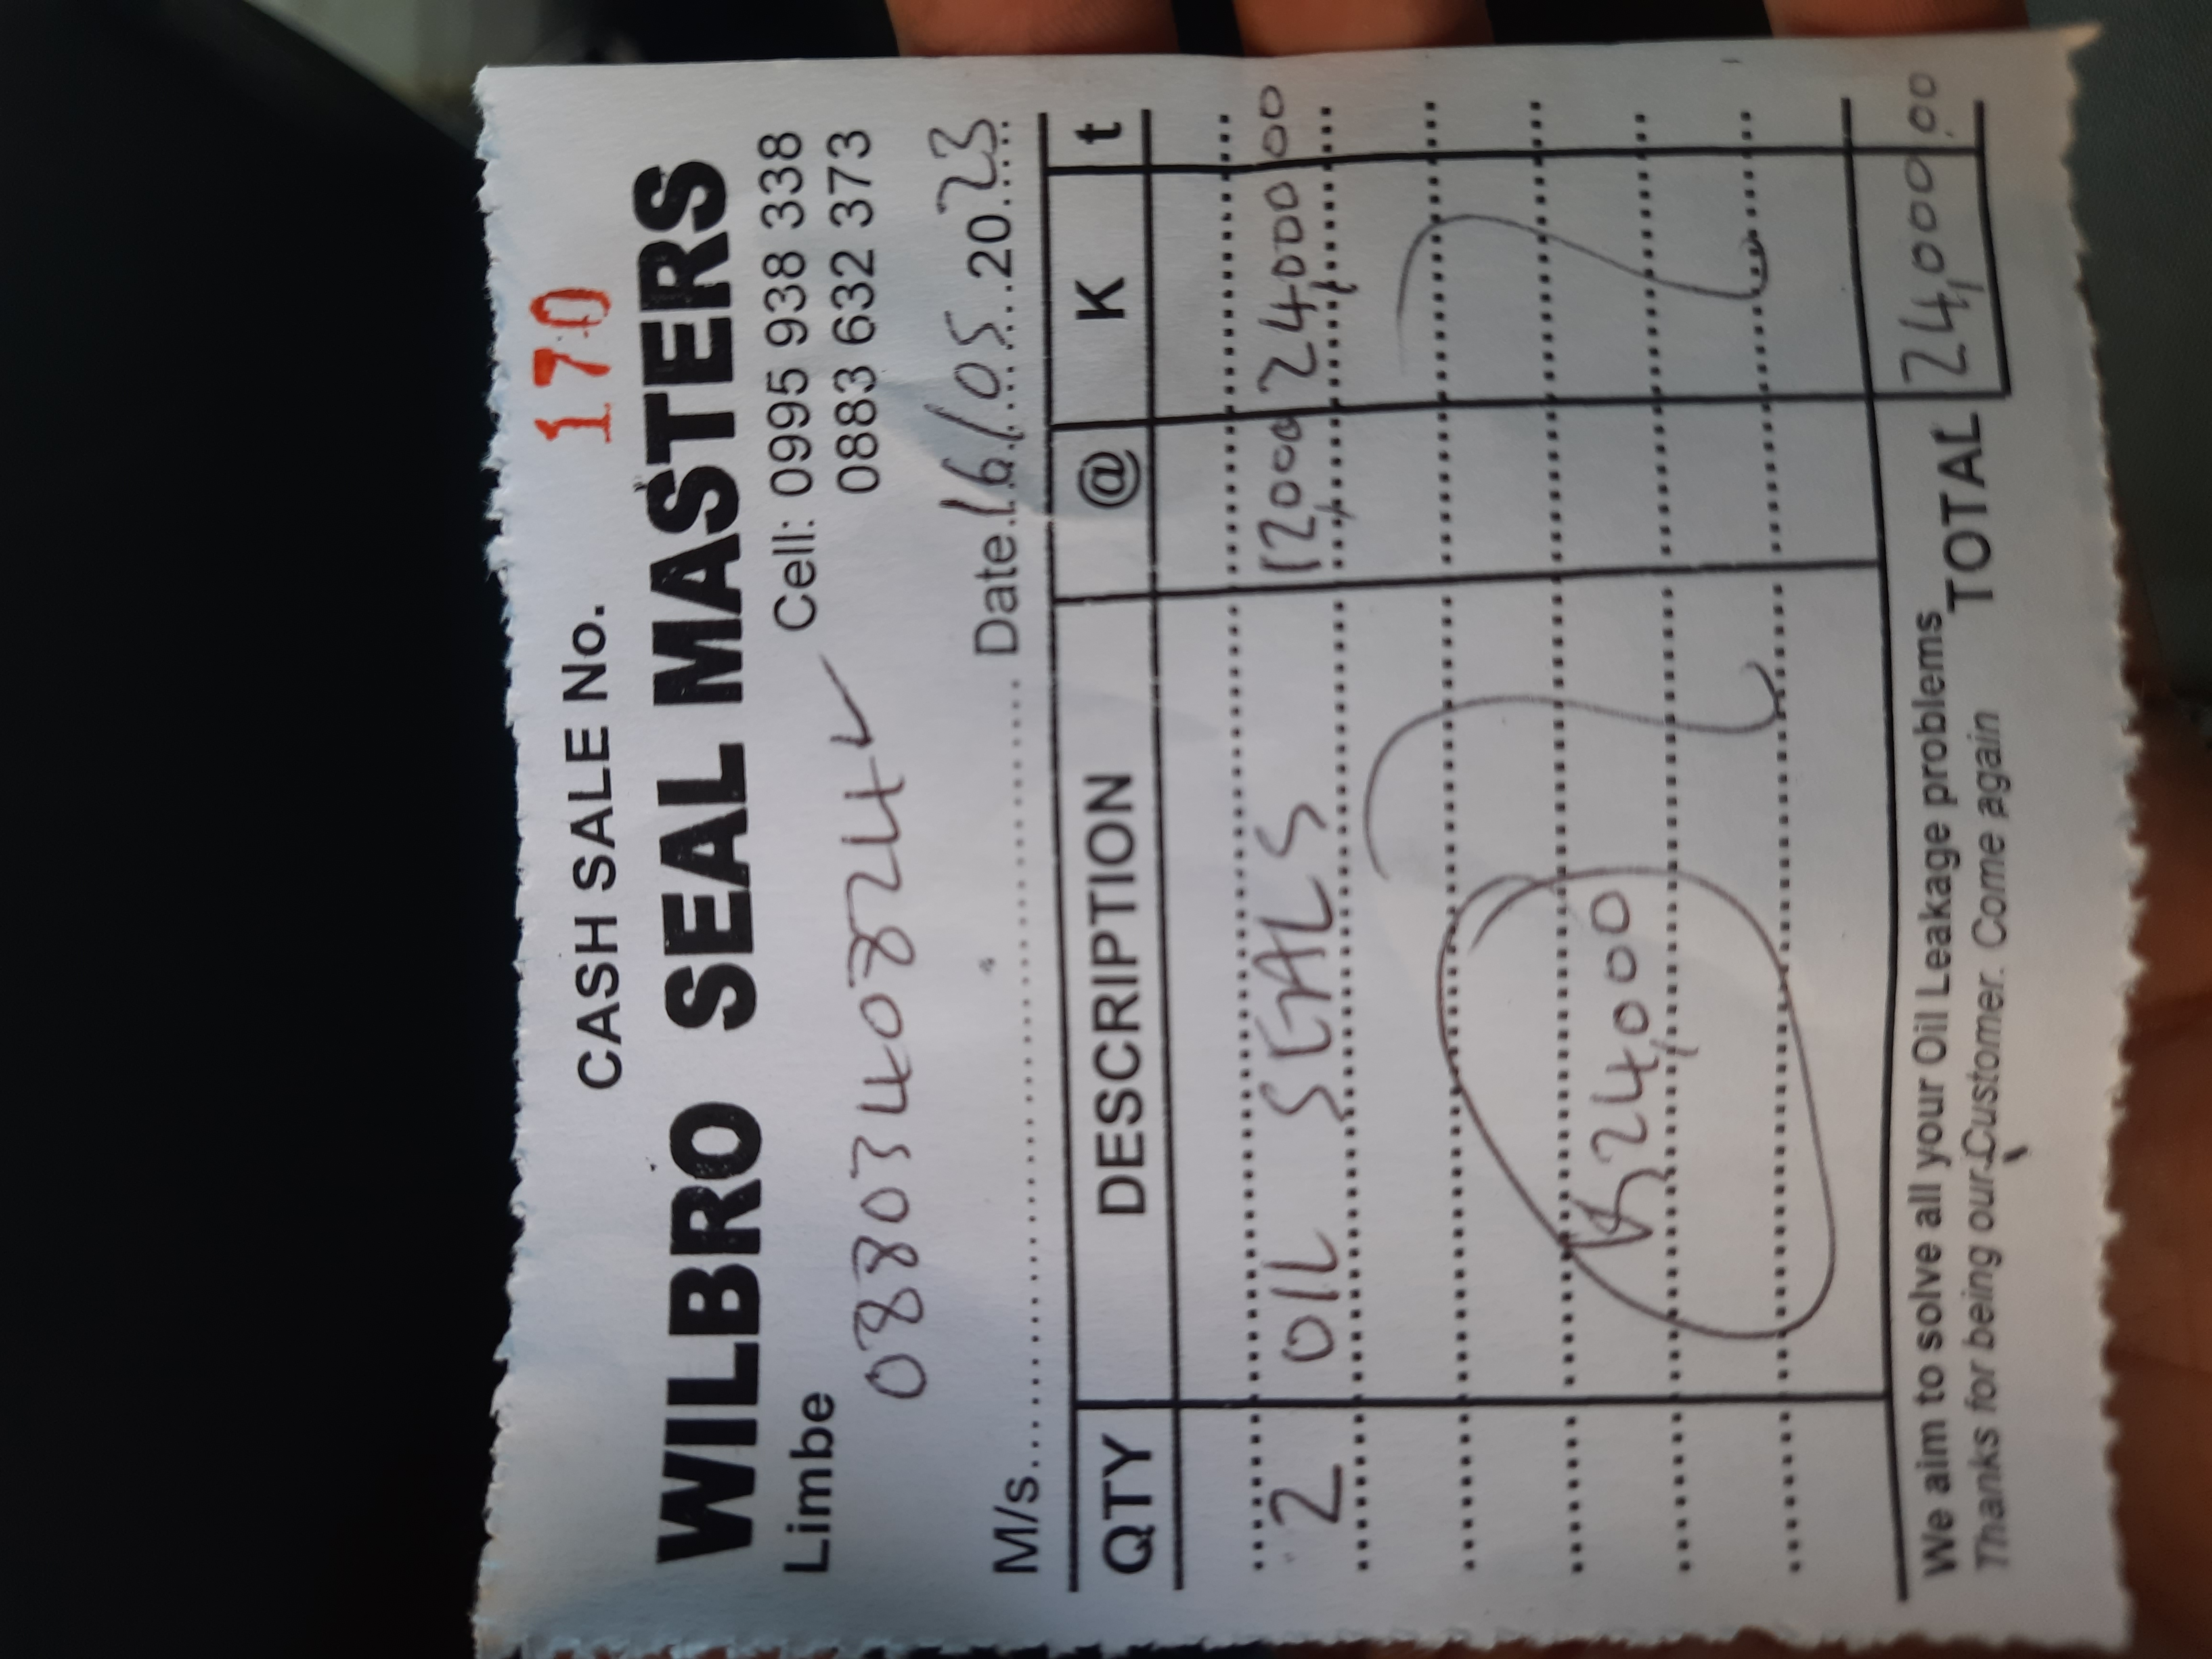 CASH SALE No. 170
WILBRO SEAL MASTERS
Limbe
Cell: 0995 938 338
0883 632 373
0880340824
M/s.................... Date 16/05 2023
QTY DESCRIPTION @ K t
2 OIL SEALS 12,000 24,000 00
K24,000
We aim to solve all your Oil Leakage problems
Thanks for being our Customer. Come again
TOTAL 24,000.00